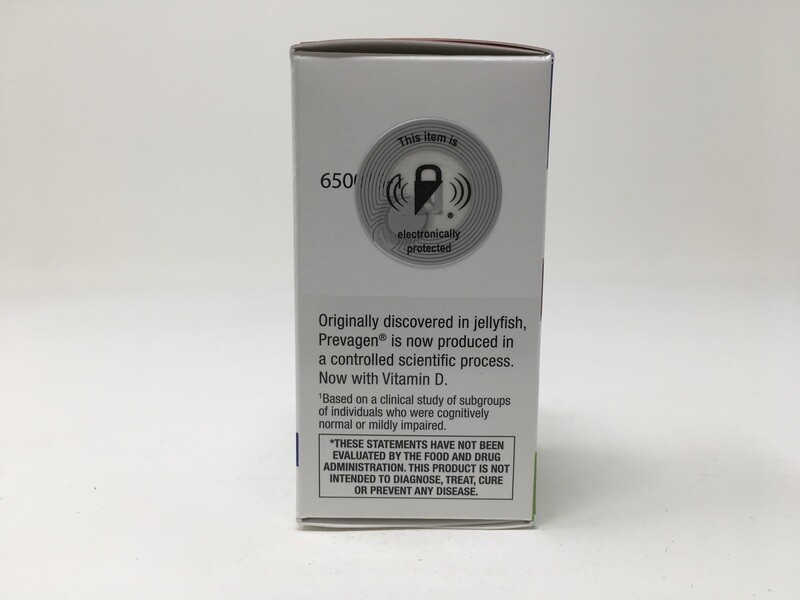 This item is
650
electronically
protected
Originally discovered in jellyfish,
Prevagen® is now produced in
a controlled scientific process.
Now with Vitamin D.
¹Based on a clinical study of subgroups
of individuals who were cognitively
normal or mildly impaired.
*THESE STATEMENTS HAVE NOT BEEN
EVALUATED BY THE FOOD AND DRUG
ADMINISTRATION. THIS PRODUCT IS NOT
INTENDED TO DIAGNOSE, TREAT, CURE
OR PREVENT ANY DISEASE.